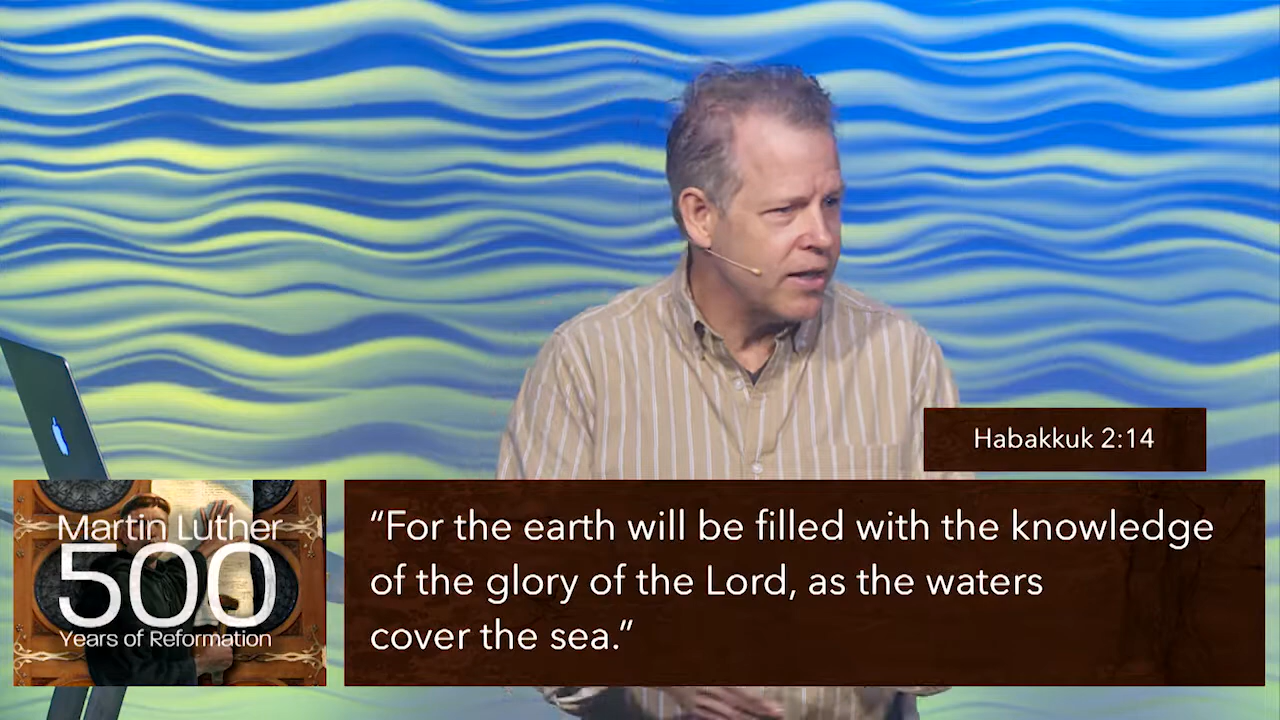 Habakkuk 2:14
Martin Luther
500
Years of Reformation
“For the earth will be filled with the knowledge
of the glory of the Lord, as the waters
cover the sea.”